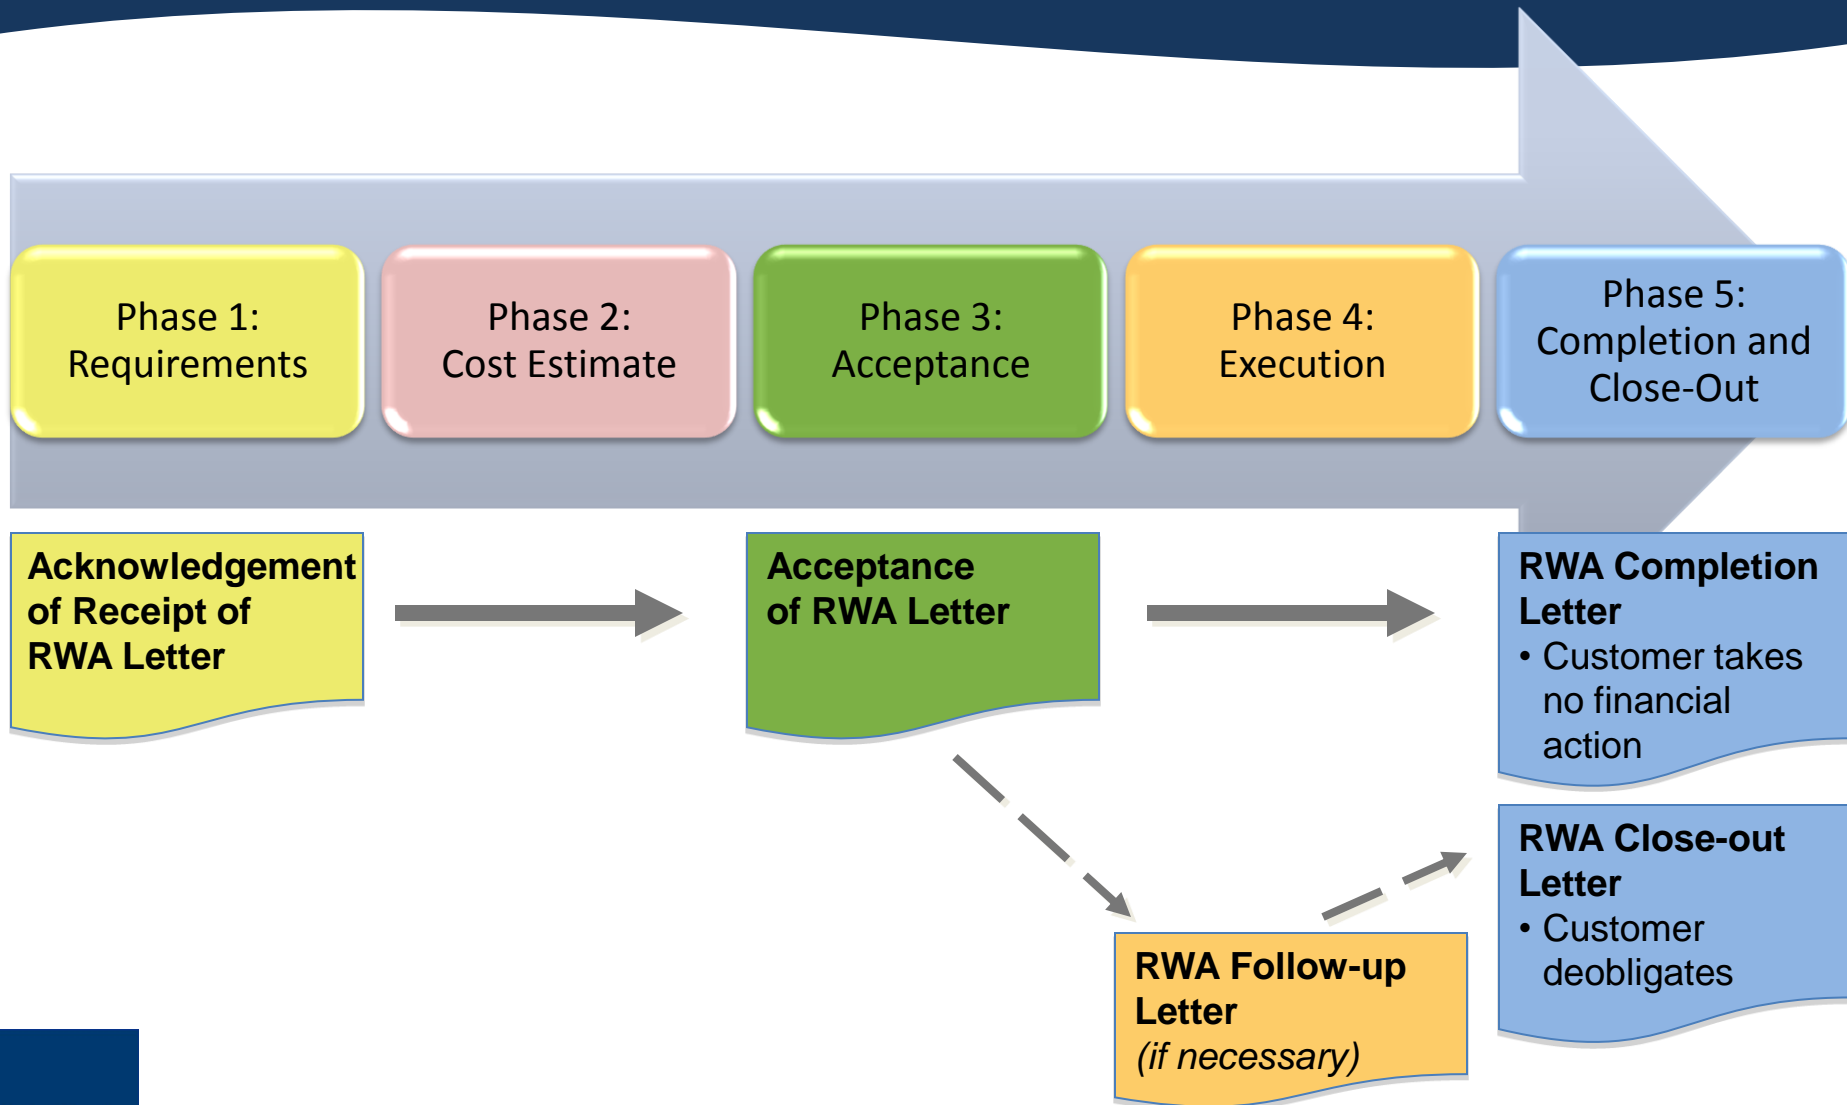 Phase 1:
Requirements
Phase 2:
Cost Estimate
Phase 3:
Acceptance
Phase 4:
Execution
Phase 5:
Completion and
Close-Out
Acknowledgement
of Receipt of
RWA Letter
Acceptance
of RWA Letter
RWA Completion
Letter
• Customer takes
no financial
action
RWA Close-out
Letter
• Customer
deobligates
RWA Follow-up
Letter
(if necessary)